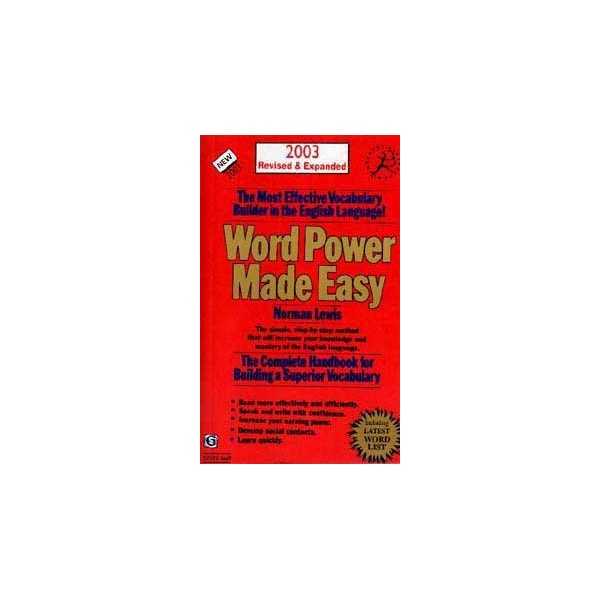 2003
Revised & Expanded
NEW
The Most Effective Vocabulary
Builder in the English Language!
Word Power
Made Easy
Norman Lewis
The simple, step-by-step method
that will increase your knowledge and
mastery of the English language.
The Complete Handbook for
Building a Superior Vocabulary
• Read more effectively and efficiently.
• Speak and write with confidence.
• Increase your earning power.
• Develop social contacts.
• Learn quickly.
Including
LATEST
WORD
LIST
G